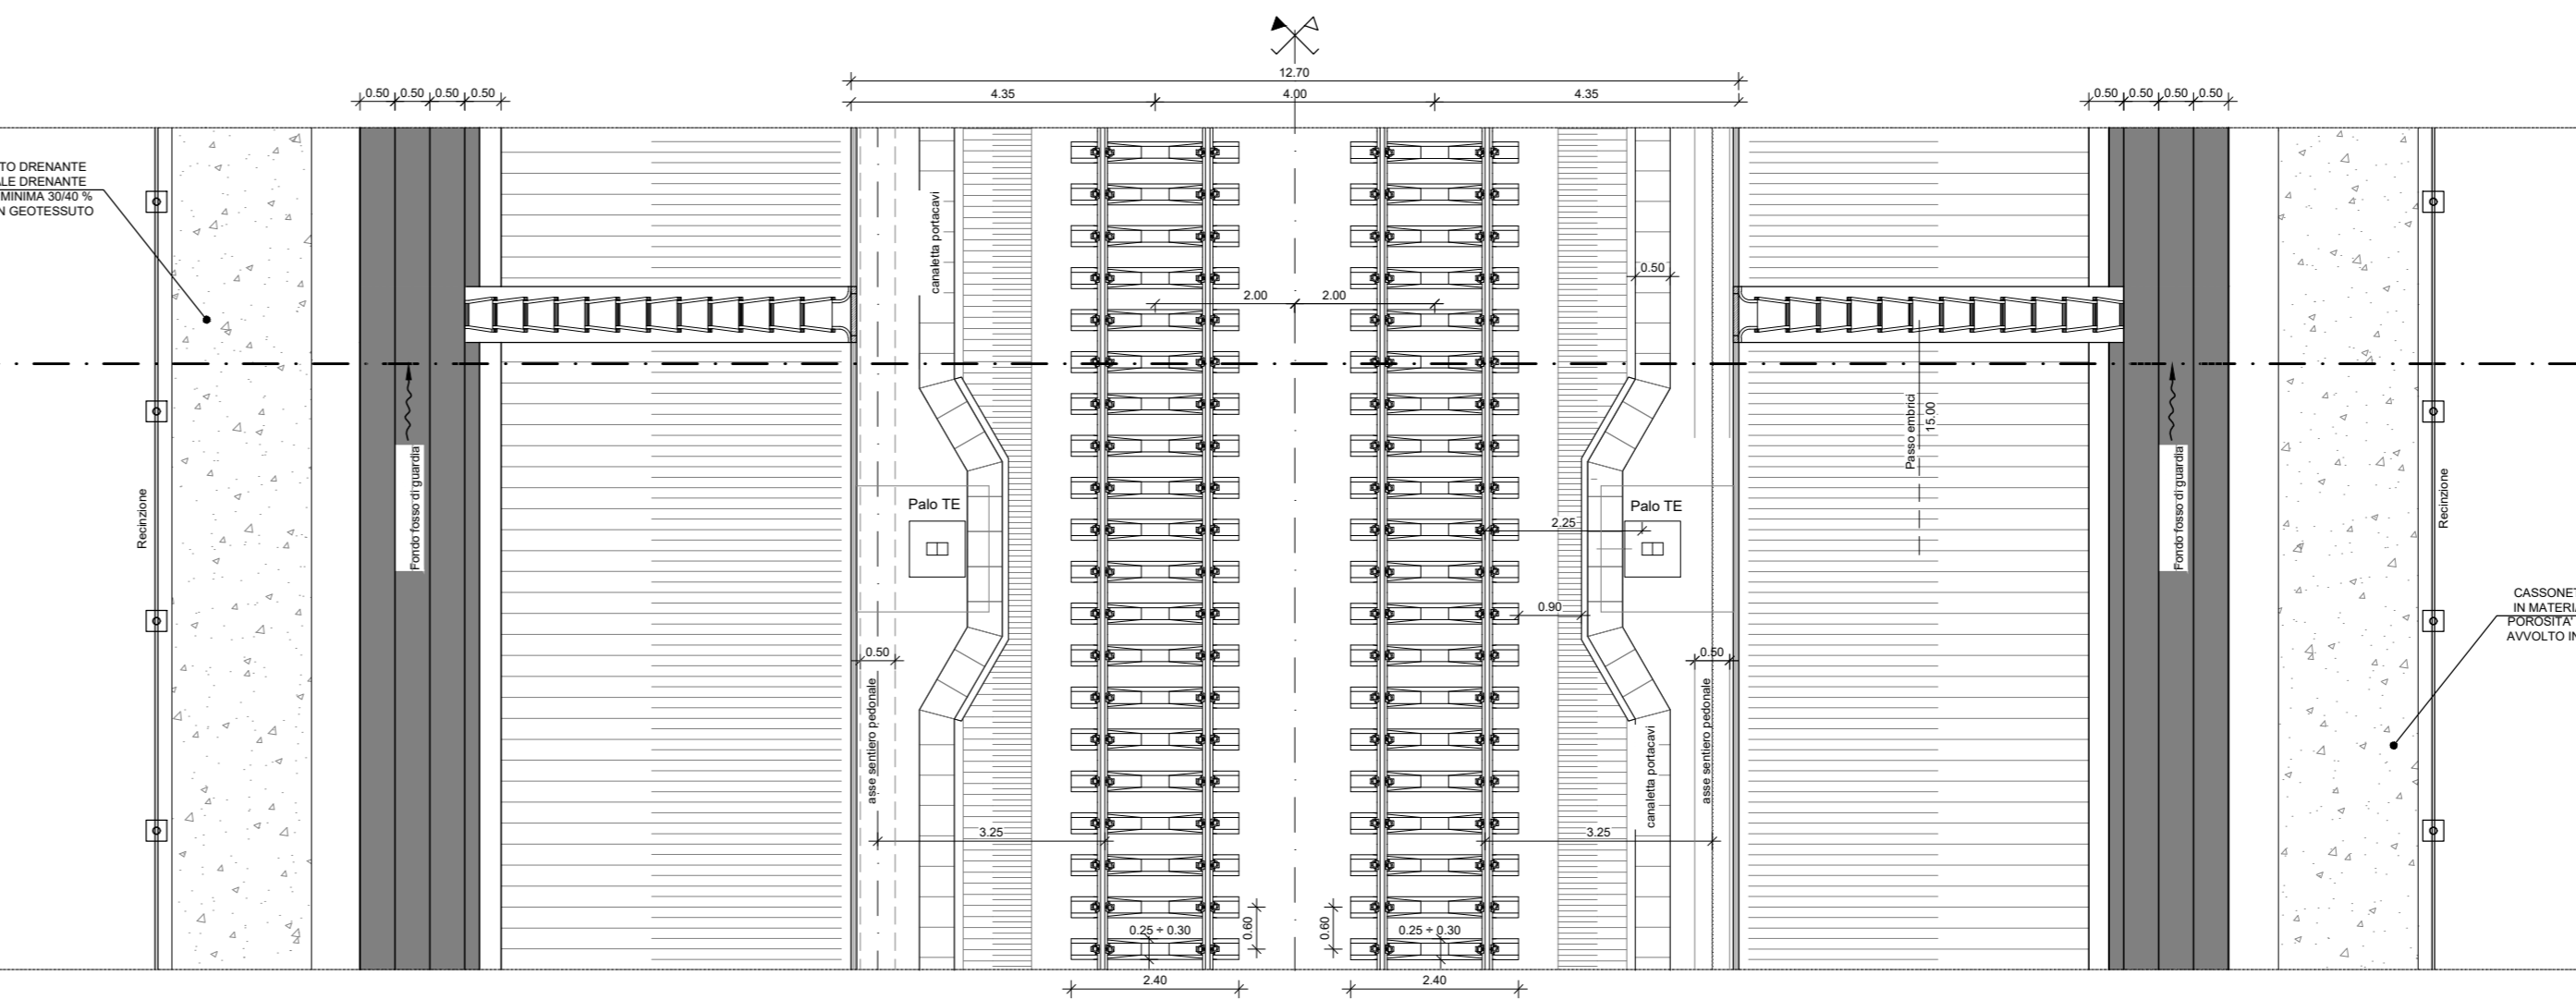 12.70
4.35
4.00
4.35
0.50
0.50
0.50
0.50
0.50
0.50
0.50
0.50
TO DRENANTE
ALE DRENANTE
MINIMA 30/40 %
N GEOTESSUTO
canaletta portacavi
0.50
2.00
2.00
Passo embrici
15.00
Fondo fosso di guardia
Fondo fosso di guardia
Recinzione
Recinzione
Palo TE
Palo TE
2.25
0.90
CASSONET
IN MATERIA
POROSITA'
AVVOLTO IN
0.50
0.50
asse sentiero pedonale
canaletta portacavi
asse sentiero pedonale
3.25
3.25
0.60
0.60
0.25 ÷ 0.30
0.25 ÷ 0.30
2.40
2.40